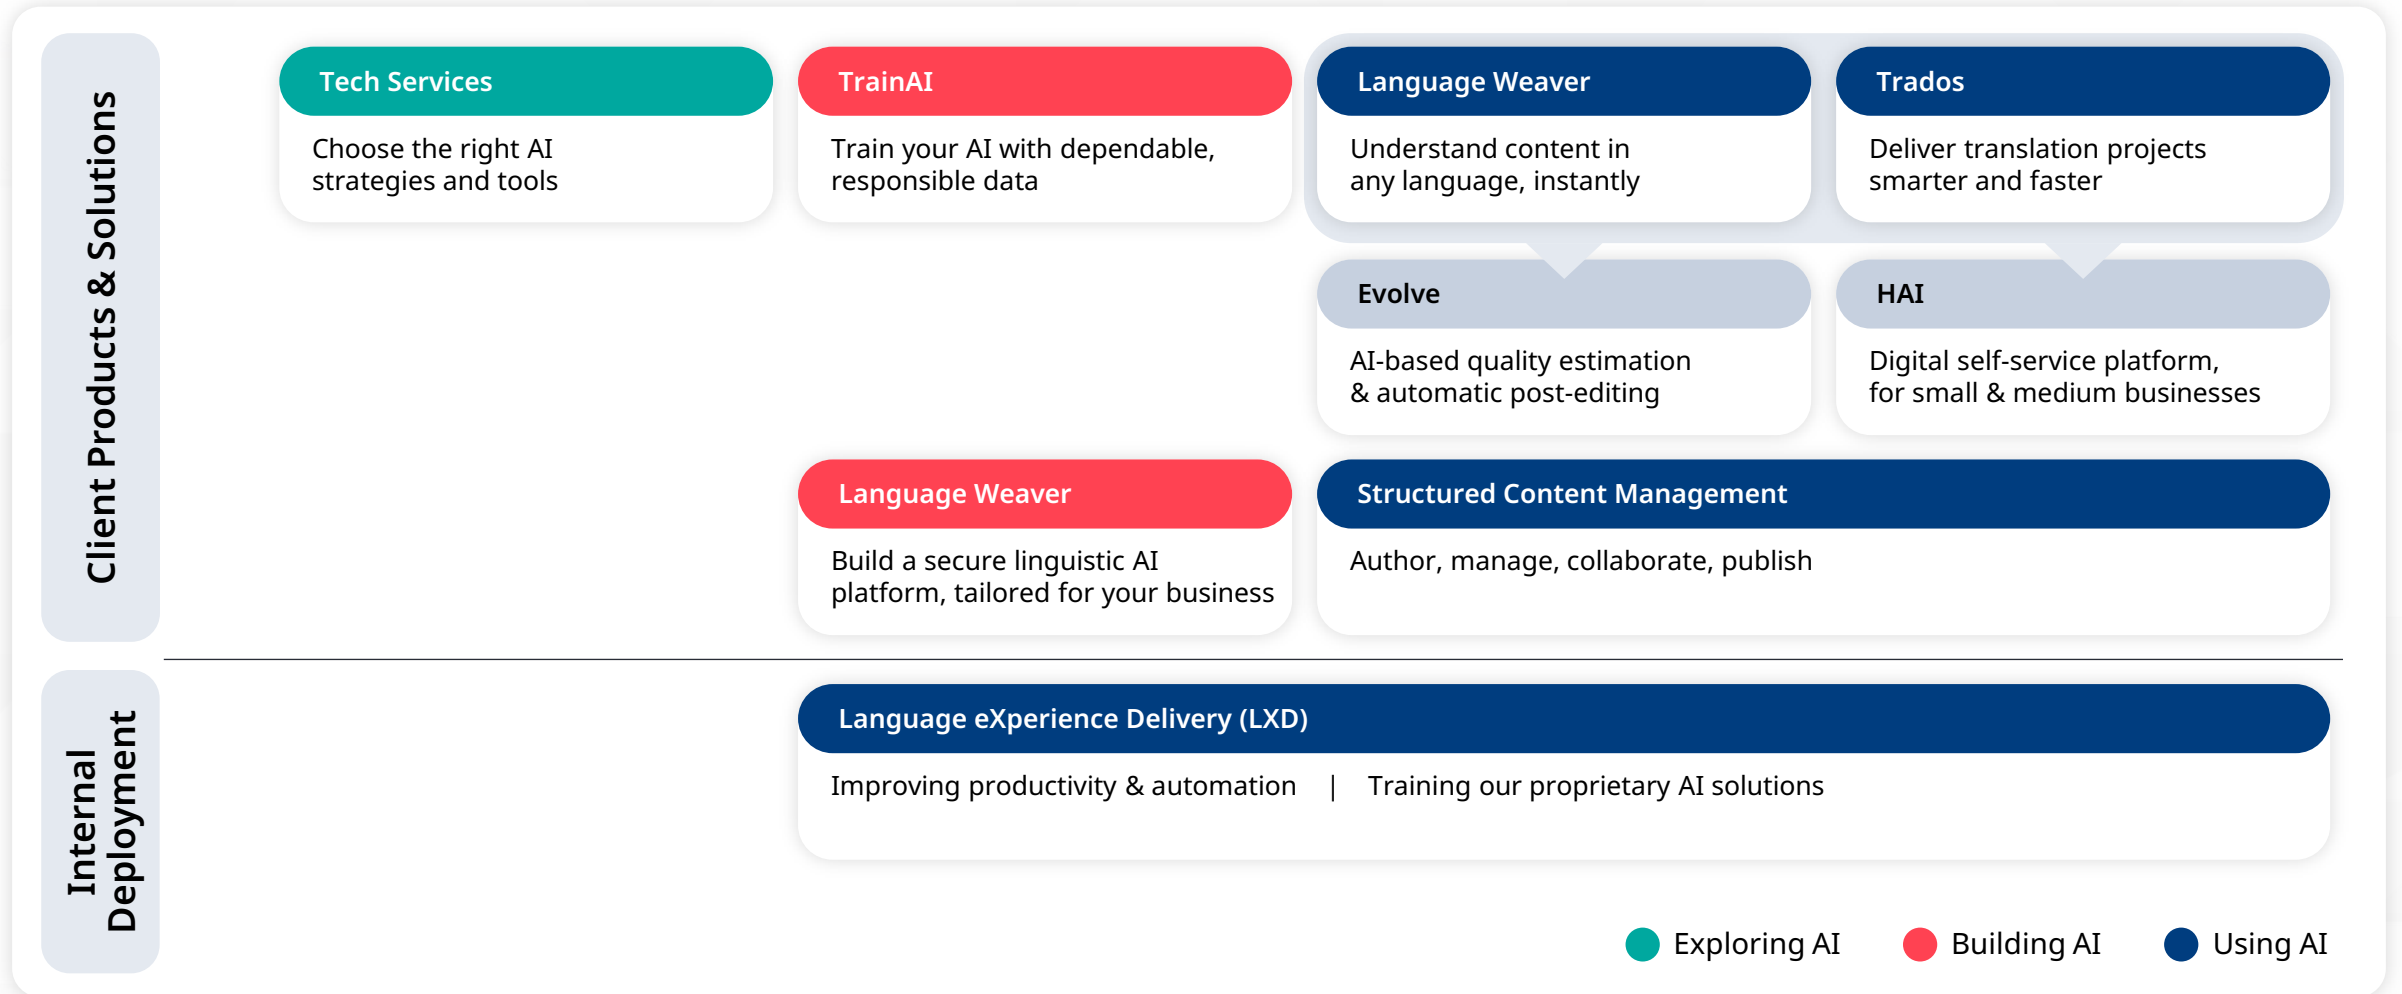 Client Products & Solutions
Tech Services
Choose the right AI
strategies and tools
TrainAI
Train your AI with dependable,
responsible data
Language Weaver
Understand content in
any language, instantly
Trados
Deliver translation projects
smarter and faster
Evolve
AI-based quality estimation
& automatic post-editing
HAI
Digital self-service platform,
for small & medium businesses
Language Weaver
Build a secure linguistic AI
platform, tailored for your business
Structured Content Management
Author, manage, collaborate, publish
Internal
Deployment
Language eXperience Delivery (LXD)
Improving productivity & automation | Training our proprietary AI solutions
Exploring AI
Building AI
Using AI